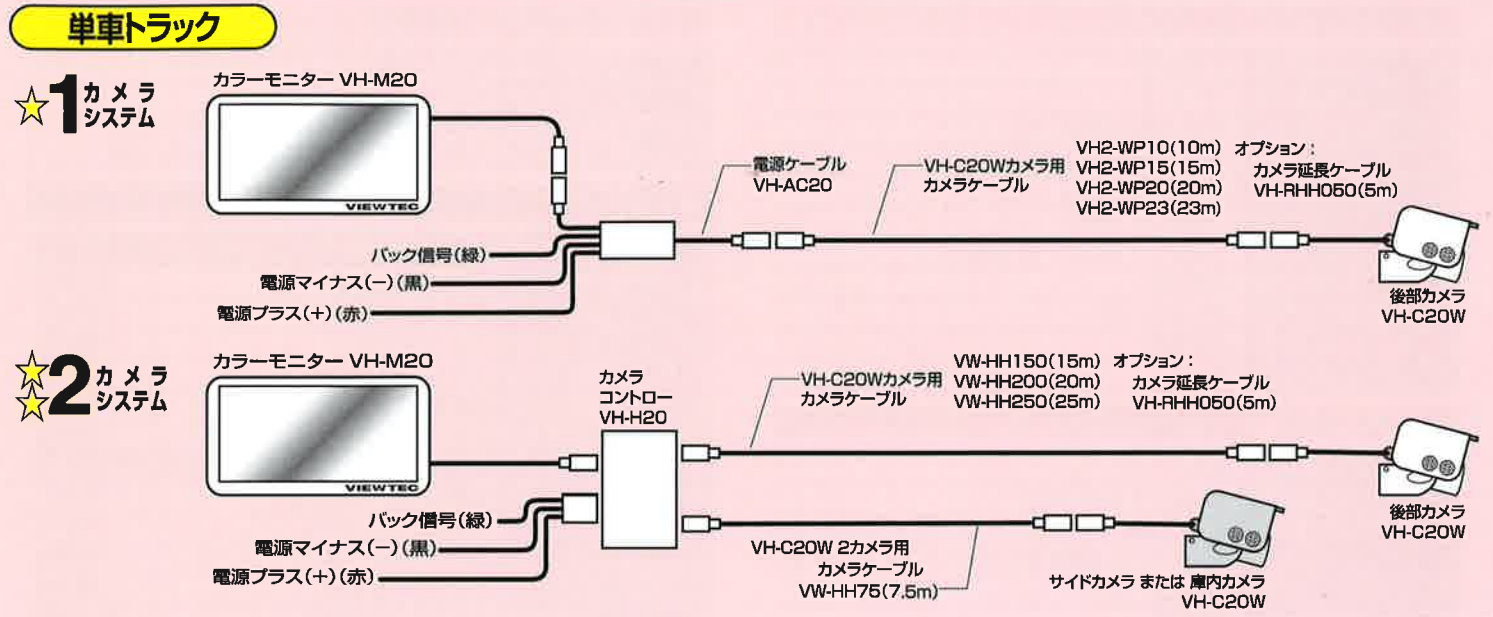 単車トラック
☆1カメラ
システム
カラーモニター VH-M20
VIEWTEC
バック信号(緑)
電源マイナス(ー)(黒)
電源プラス(+)(赤)
電源ケーブル
VH-AC20
VH-C20Wカメラ用
カメラケーブル
VH2-WP10(10m)
VH2-WP15(15m)
VH2-WP20(20m)
VH2-WP23(23m)
オプション:
カメラ延長ケーブル
VH-RHH050(5m)
後部カメラ
VH-C20W
☆☆2カメラ
システム
カラーモニター VH-M20
VIEWTEC
バック信号(緑)
電源マイナス(ー)(黒)
電源プラス(+)(赤)
カメラ
コントロー
VH-H20
VH-C20Wカメラ用
カメラケーブル
VW-HH150(15m)
VW-HH200(20m)
VW-HH250(25m)
オプション:
カメラ延長ケーブル
VH-RHH050(5m)
後部カメラ
VH-C20W
VH-C20W 2カメラ用
カメラケーブル
VW-HH75(7.5m)
サイドカメラ または 庫内カメラ
VH-C20W